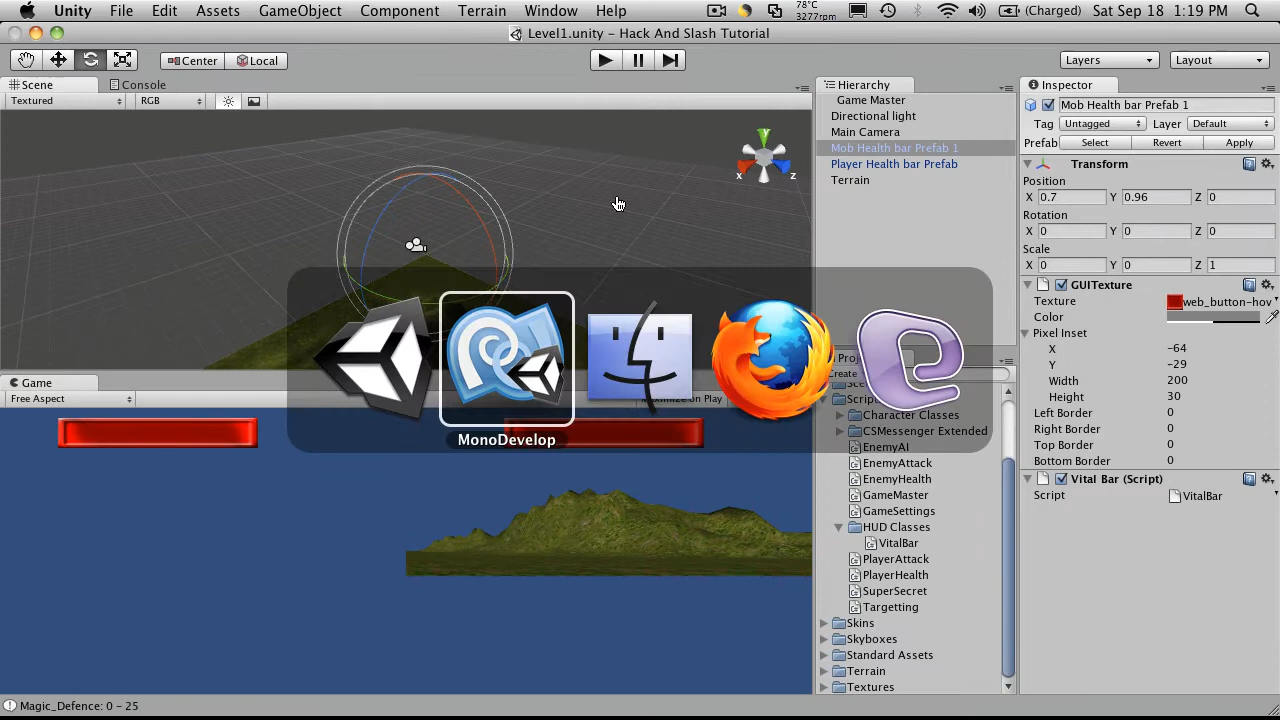 Unity File Edit Assets GameObject Component Terrain Window Help 78°C 3277rpm (Charged) Sat Sep 18 1:19 PM
Level1.unity - Hack And Slash Tutorial
Center Local Layers Layout
Scene Console
Textured RGB
y
x z
Game
Free Aspect Maximize on Play
MonoDevelop
Hierarchy
Game Master
Directional light
Main Camera
Mob Health bar Prefab 1
Player Health bar Prefab
Terrain
Create
Character Classes
CSMessenger Extended
EnemyAI
EnemyAttack
EnemyHealth
GameMaster
GameSettings
HUD Classes
VitalBar
PlayerAttack
PlayerHealth
SuperSecret
Targetting
Skins
Skyboxes
Standard Assets
Terrain
Textures
Inspector
Mob Health bar Prefab 1
Tag Untagged Layer Default
Prefab Select Revert Apply
Transform
Position
X 0.7 Y 0.96 Z 0
Rotation
X 0 Y 0 Z 0
Scale
X 0 Y 0 Z 1
GUITexture
Texture web_button-hov
Color
Pixel Inset
X -64
Y -29
Width 200
Height 30
Left Border 0
Right Border 0
Top Border 0
Bottom Border 0
Vital Bar (Script)
Script VitalBar
Magic_Defence: 0 - 25